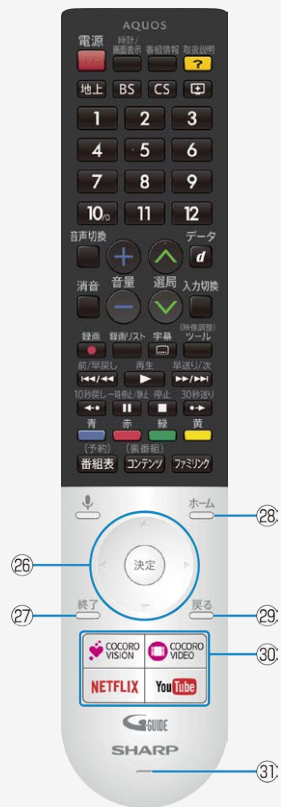 AQUOS
電源 時計/画面表示 番組情報 取扱説明
?
地上 BS CS
1 2 3
4 5 6
7 8 9
10/0 11 12
音声切換 データ
+ d
消音 音量 選局 入力切換
−
(映像調整)
録画 録画リスト 字幕 ツール
前/早戻し 再生 早送り/次
10秒戻し 一時停止/静止 停止 30秒送り
青 赤 緑 黄
(予約) (裏番組)
番組表 コンテンツ ファミリンク
ホーム ㉘
㉖ 決定
㉗ 終了 戻る ㉙
COCORO VISION COCORO VIDEO ㉚
NETFLIX YouTube
G-GUIDE
SHARP
㉛